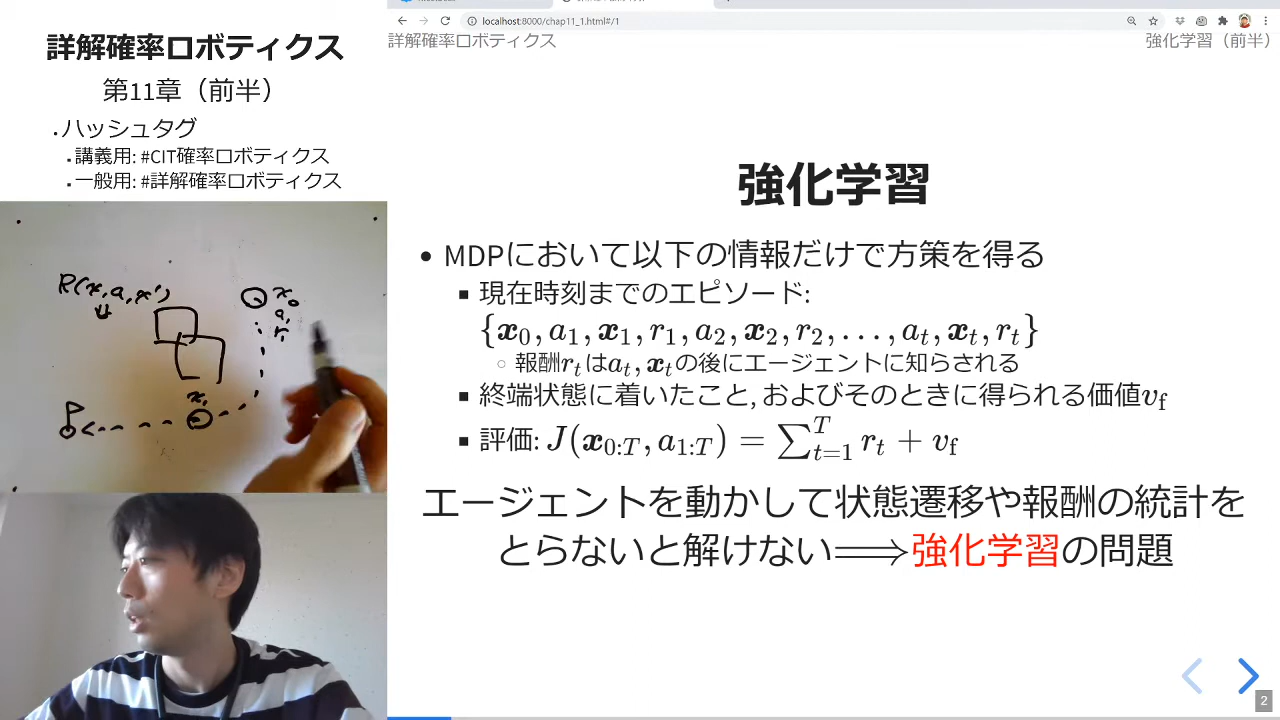 詳解確率ロボティクス
第11章（前半）
ハッシュタグ
講義用: #CIT確率ロボティクス
一般用: #詳解確率ロボティクス
R(x, a, x')
x₀
a₁
r₁
x₁
localhost:8000/chap11_1.html#/1
詳解確率ロボティクス
強化学習（前半）
強化学習
• MDPにおいて以下の情報だけで方策を得る
▪ 現在時刻までのエピソード:
{x₀, a₁, x₁, r₁, a₂, x₂, r₂, ..., aₜ, xₜ, rₜ}
◦ 報酬rₜはaₜ, xₜの後にエージェントに知らされる
▪ 終端状態に着いたこと, およびそのときに得られる価値v_f
▪ 評価: J(x_{0:T}, a_{1:T}) = ∑_{t=1}^{T} rₜ + v_f
エージェントを動かして状態遷移や報酬の統計を
とらないと解けない⟹強化学習の問題
2